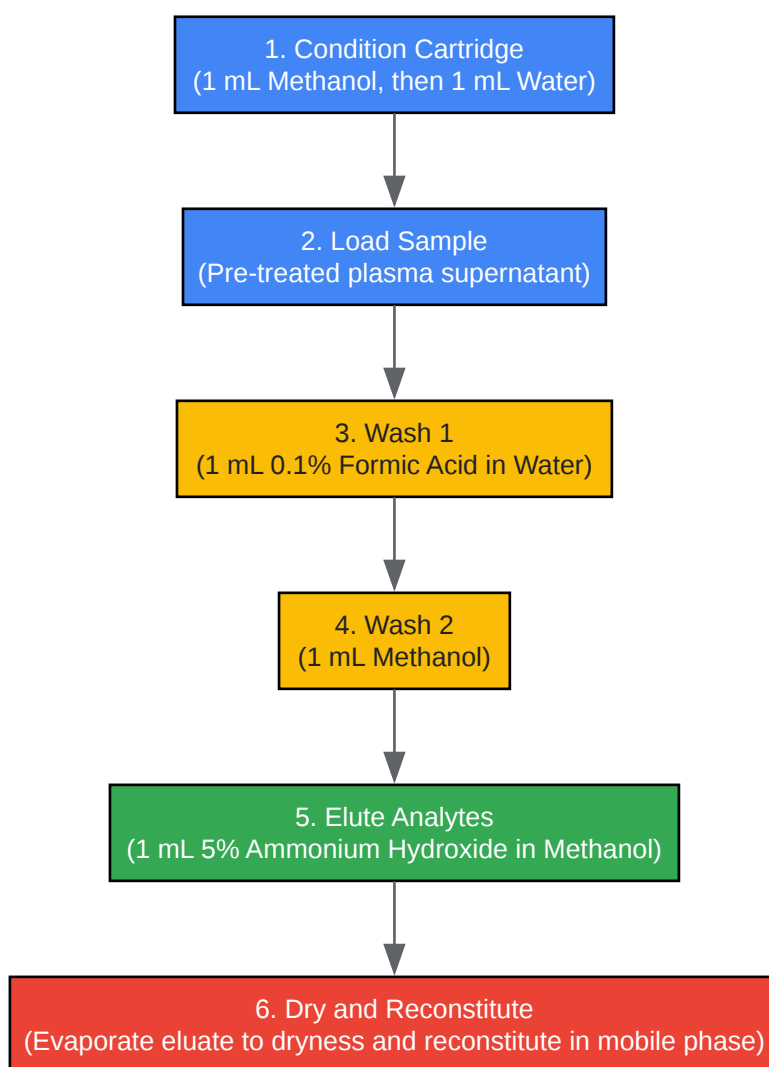 1. Condition Cartridge
(1 mL Methanol, then 1 mL Water)
2. Load Sample
(Pre-treated plasma supernatant)
3. Wash 1
(1 mL 0.1% Formic Acid in Water)
4. Wash 2
(1 mL Methanol)
5. Elute Analytes
(1 mL 5% Ammonium Hydroxide in Methanol)
6. Dry and Reconstitute
(Evaporate eluate to dryness and reconstitute in mobile phase)